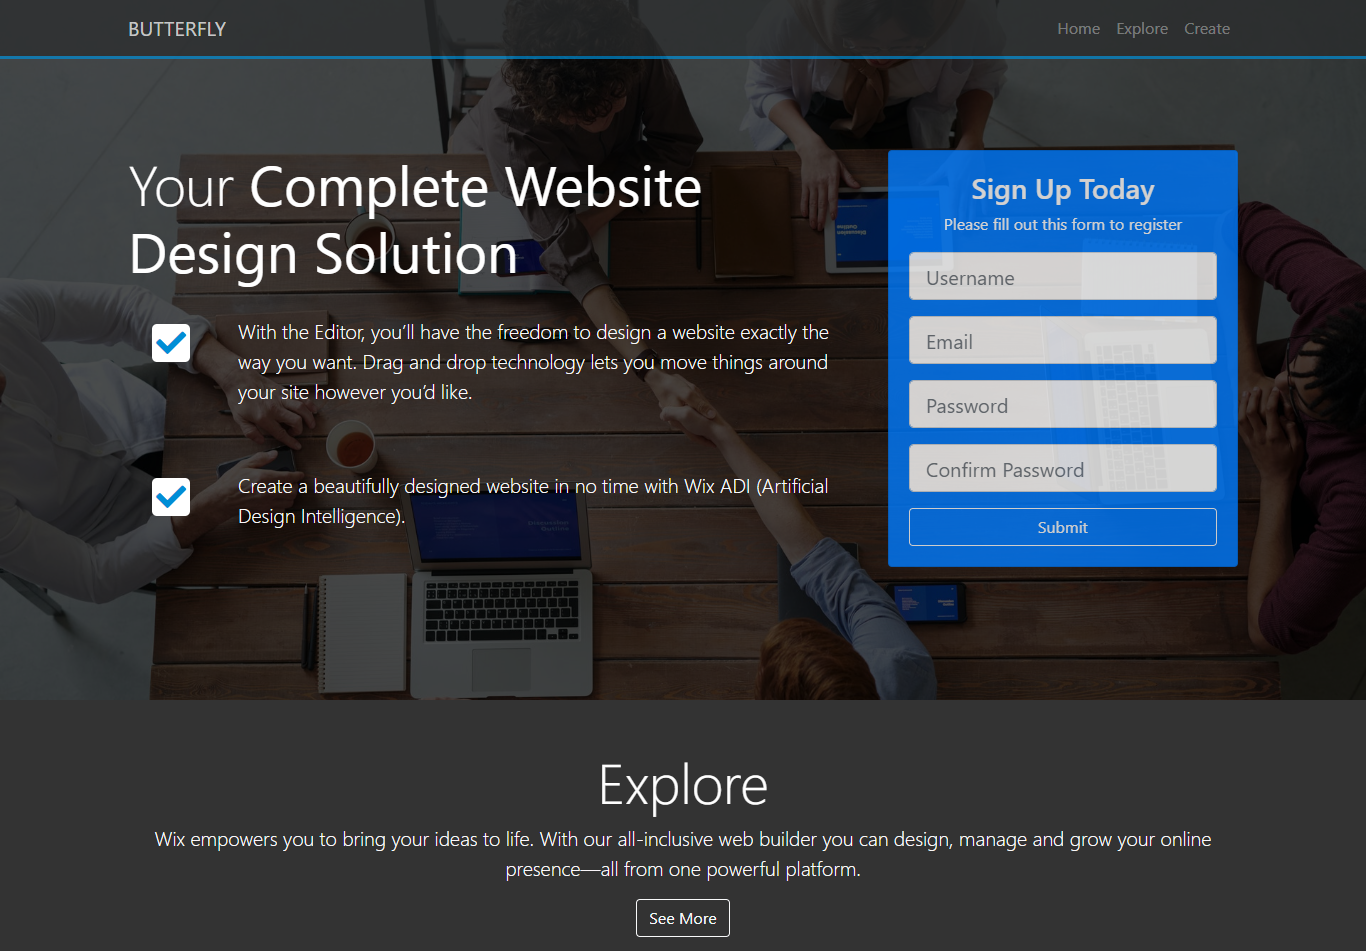 BUTTERFLY
Home Explore Create
Your Complete Website
Design Solution
With the Editor, you’ll have the freedom to design a website exactly the
way you want. Drag and drop technology lets you move things around
your site however you’d like.
Create a beautifully designed website in no time with Wix ADI (Artificial
Design Intelligence).
Sign Up Today
Please fill out this form to register
Username
Email
Password
Confirm Password
Submit
Explore
Wix empowers you to bring your ideas to life. With our all-inclusive web builder you can design, manage and grow your online
presence—all from one powerful platform.
See More